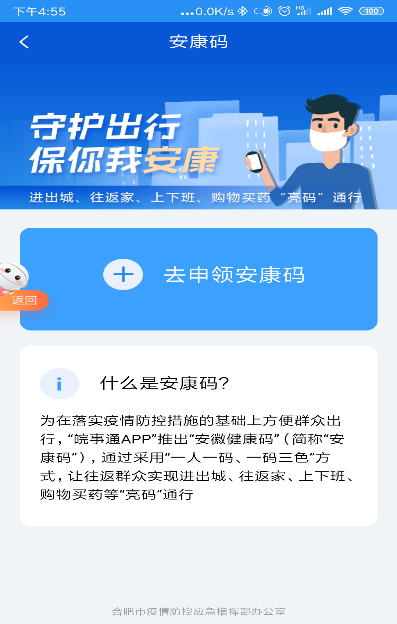 下午4:55
...0.0K/s
HD
100
安康码
守护出行
保你我安康
进出城、往返家、上下班、购物买药“亮码”通行
去申领安康码
返回
什么是安康码?
为在落实疫情防控措施的基础上方便群众出
行，“皖事通APP”推出“安徽健康码”（简称“安
康码”），通过采用“一人一码、一码三色”方
式，让往返群众实现进出城、往返家、上下班、
购物买药等“亮码”通行
合肥市疫情防控应急指挥部办公室